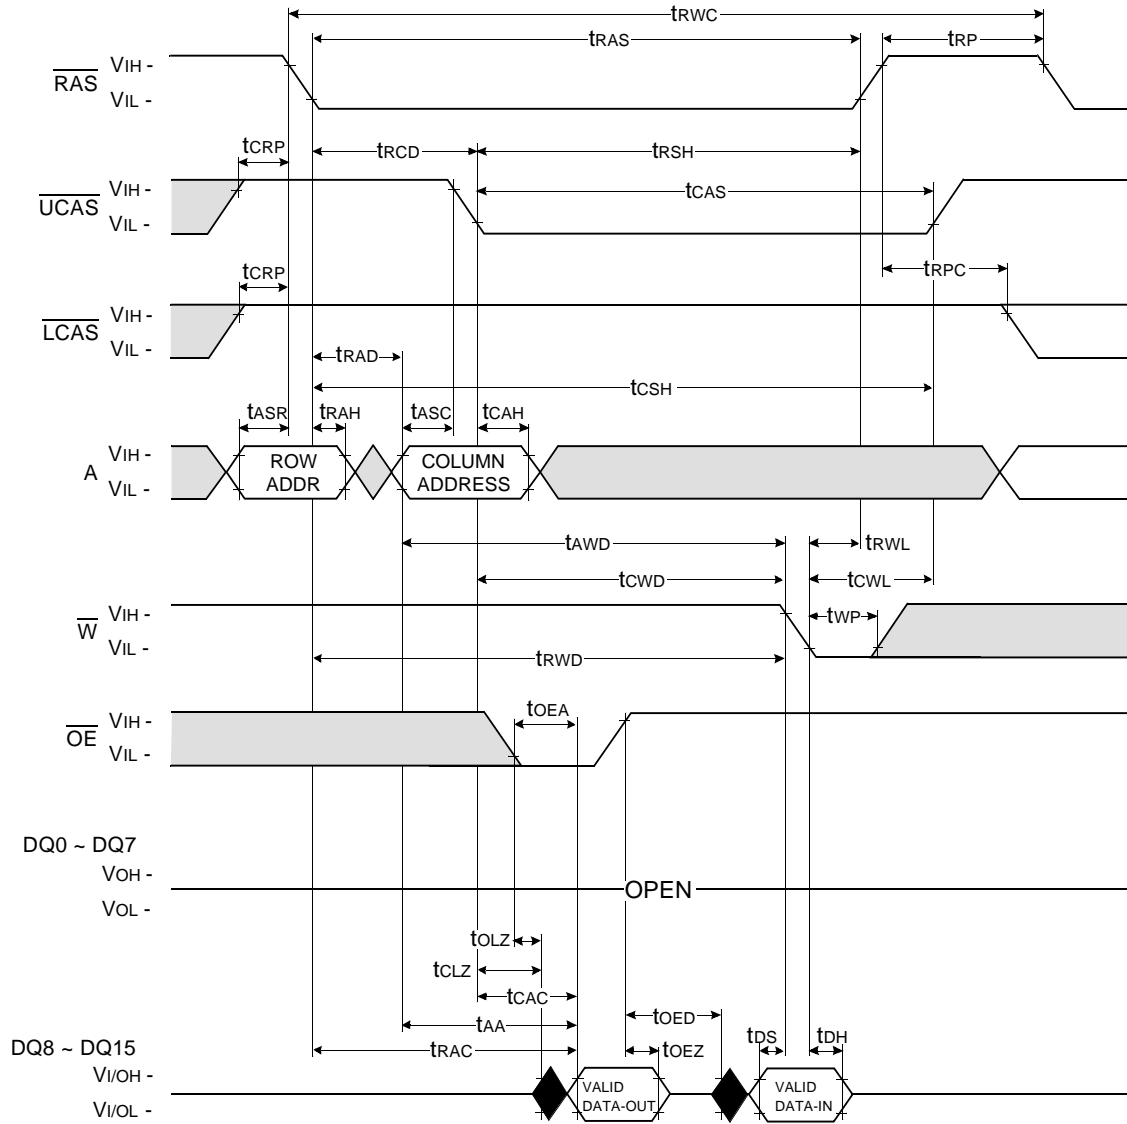 tRWC
tRAS
tRP
RAS
VIH -
VIL -
tCRP
tRCD
tRSH
UCAS
VIH -
VIL -
tCAS
tCRP
tRPC
LCAS
VIH -
VIL -
tRAD
tCSH
tASR
tRAH
tASC
tCAH
A
VIH -
VIL -
ROW
ADDR
COLUMN
ADDRESS
tAWD
tRWL
tCWD
tCWL
W
VIH -
VIL -
tWP
tRWD
OE
VIH -
VIL -
tOEA
DQ0 ~ DQ7
VOH -
VOL -
OPEN
tOLZ
tCLZ
tCAC
tAA
tOED
tRAC
tOEZ
tDS
tDH
DQ8 ~ DQ15
VI/OH -
VI/OL -
VALID
DATA-OUT
VALID
DATA-IN